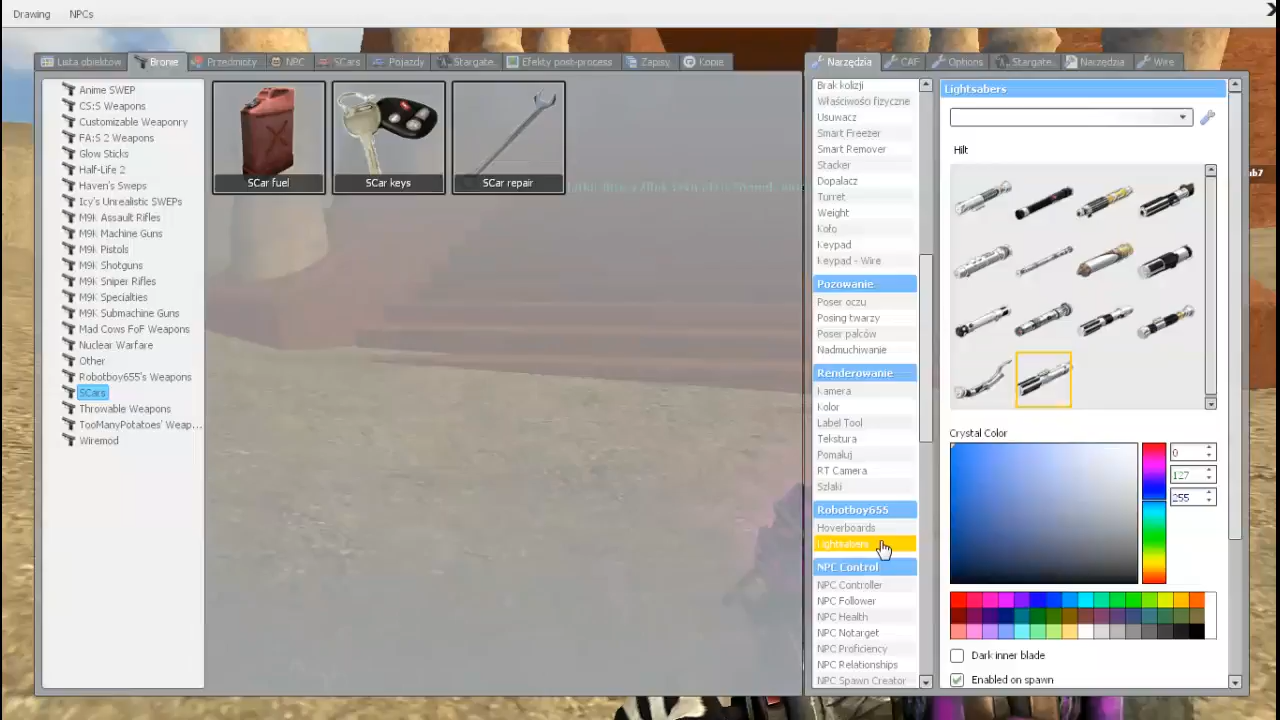 Drawing NPCs
Lista obiektów Bronie Przedmioty NPC SCars Pojazdy Stargate Efekty post-process Zapisy Kopie
Narzędzia CAF Opcje Stargate Narzędzia Wire
Anime SWEP
CS:S Weapons
Customizable Weaponry
FA:S 2 Weapons
Glow Sticks
Half-Life 2
Haven's Sweps
Icy's Unrealistic SWEPs
M9K Assault Rifles
M9K Machine Guns
M9K Pistols
M9K Shotguns
M9K Sniper Rifles
M9K Specialties
M9K Submachine Guns
Mad Cows FoF Weapons
Nuclear Warfare
Other
Robotboy655's Weapons
SCars
Throwable Weapons
TooManyPotatoes' Weap...
Wiremod
SCar fuel
SCar keys
SCar repair
Brak kolizji
Właściwości fizyczne
Usuwacz
Smart Freezer
Smart Remover
Stacker
Dopalacz
Turret
Weight
Koło
Keypad
Keypad - Wire
Pozowanie
Poser oczu
Posing twarzy
Poser palców
Nadmuchiwanie
Renderowanie
Kamera
Kolor
Label Tool
Tekstura
Pomaluj
RT Camera
Szlaki
Robotboy655
Hoverboards
Lightsabers
NPC Control
NPC Controller
NPC Follower
NPC Health
NPC Notarget
NPC Proficiency
NPC Relationships
NPC Spawn Creator
Lightsabers
Hilt
Crystal Color
0
127
255
Dark inner blade
Enabled on spawn